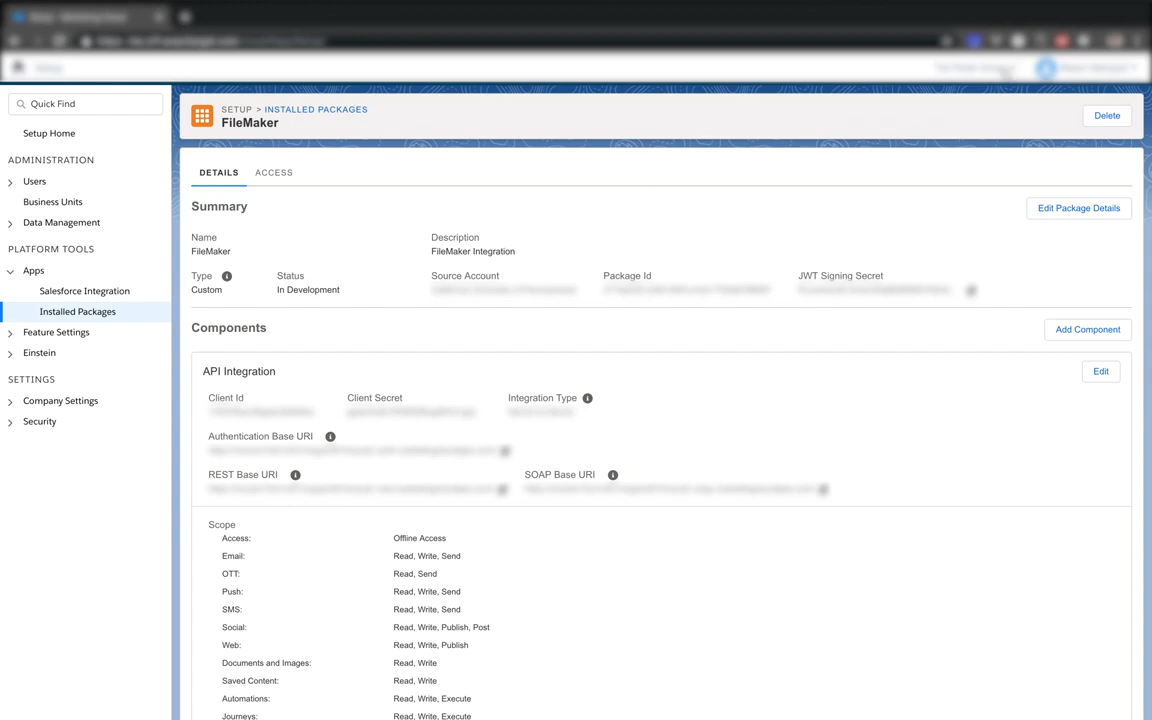 Quick Find
Setup Home
ADMINISTRATION
Users
Business Units
Data Management
PLATFORM TOOLS
Apps
Salesforce Integration
Installed Packages
Feature Settings
Einstein
SETTINGS
Company Settings
Security
SETUP > INSTALLED PACKAGES
FileMaker
Delete
DETAILS ACCESS
Summary
Edit Package Details
Name Description
FileMaker FileMaker Integration
Type Status Source Account Package Id JWT Signing Secret
Custom In Development
Components
Add Component
API Integration
Edit
Client Id Client Secret Integration Type
Authentication Base URI
REST Base URI SOAP Base URI
Scope
Access: Offline Access
Email: Read, Write, Send
OTT: Read, Send
Push: Read, Write, Send
SMS: Read, Write, Send
Social: Read, Write, Publish, Post
Web: Read, Write, Publish
Documents and Images: Read, Write
Saved Content: Read, Write
Automations: Read, Write, Execute
Journeys: Read, Write, Execute